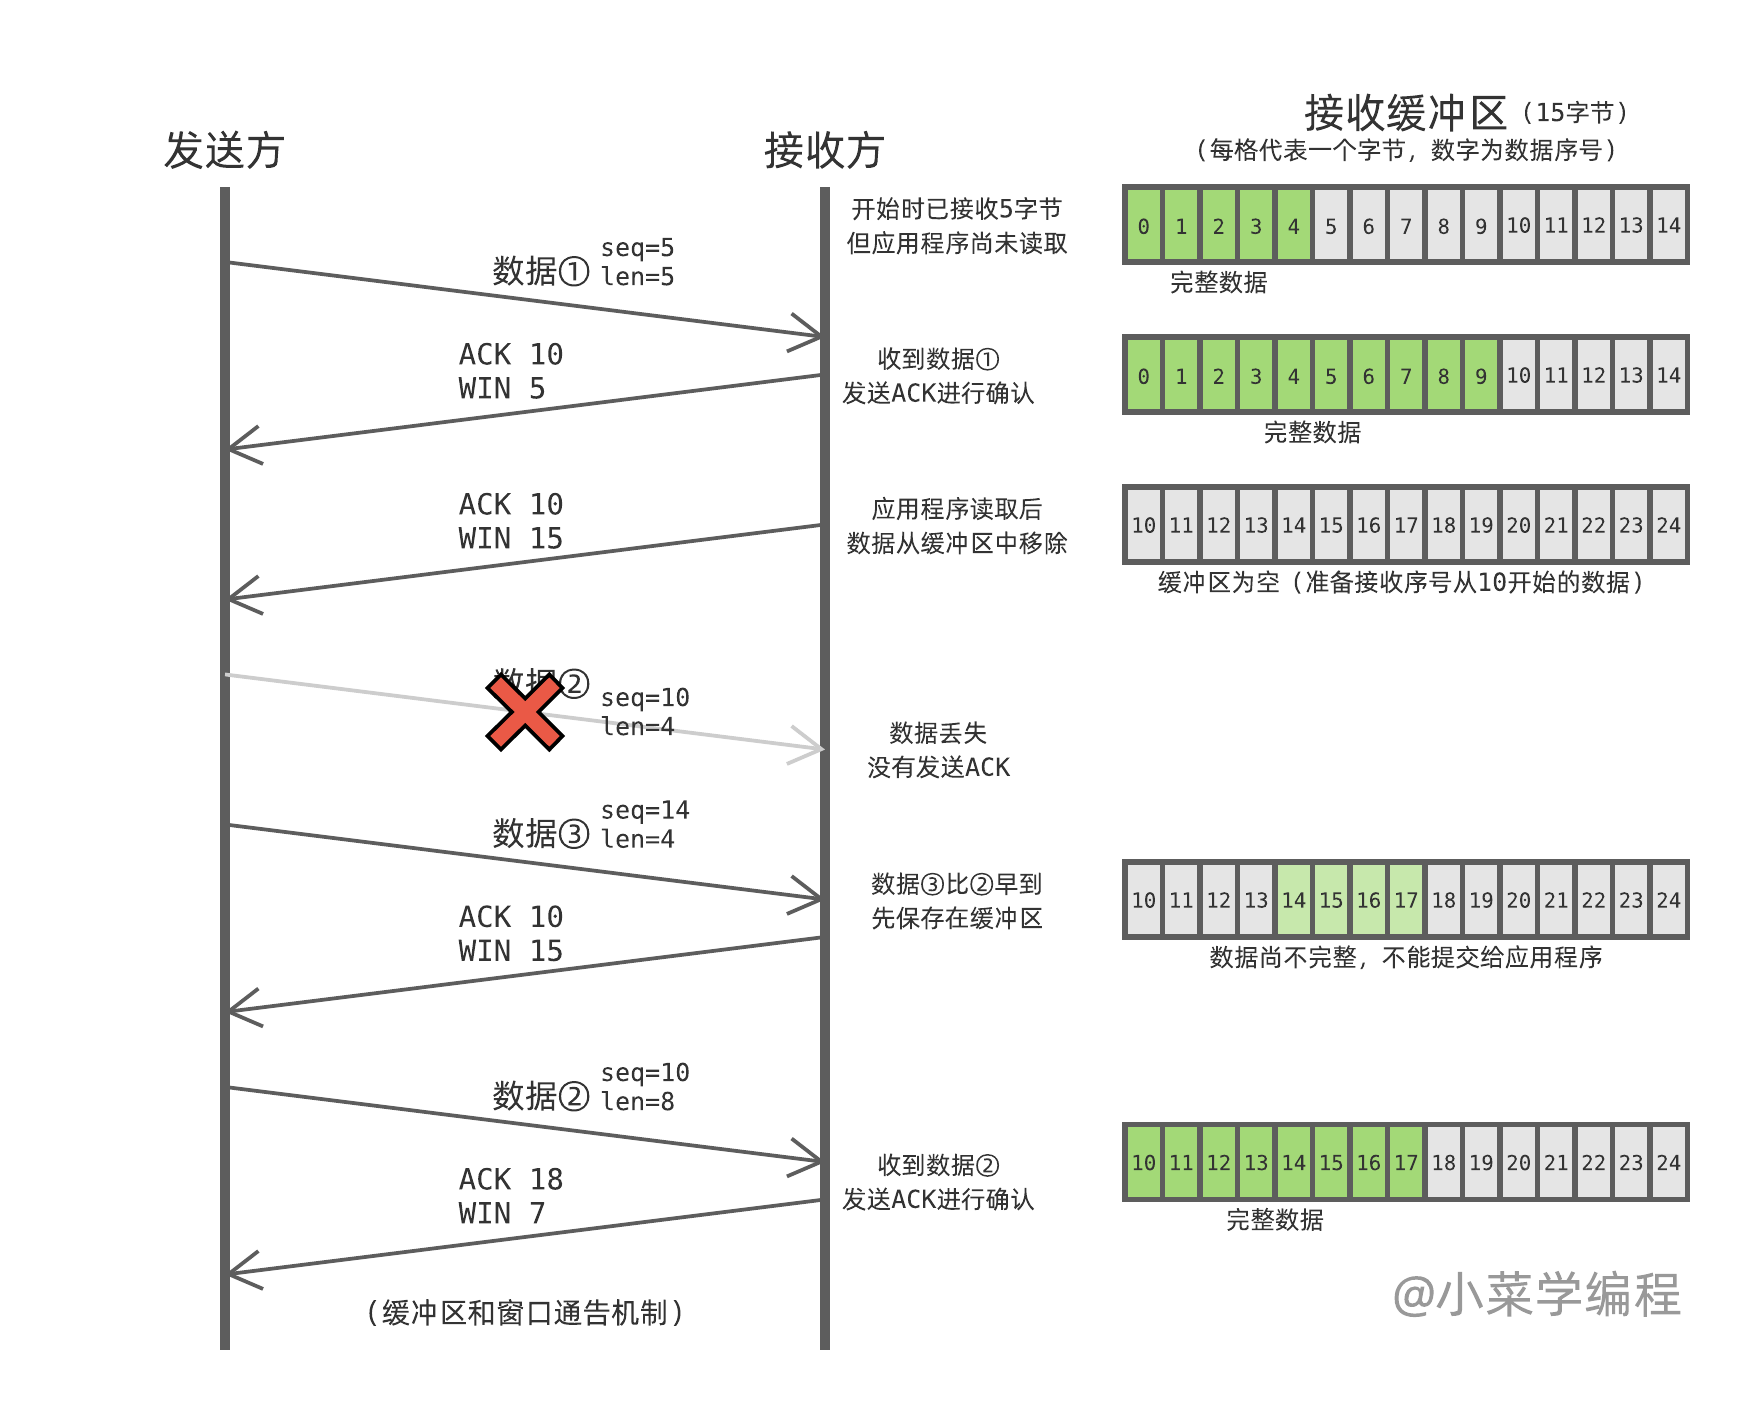 接收缓冲区（15字节）
（每格代表一个字节，数字为数据序号）
发送方
接收方
开始时已接收5字节
但应用程序尚未读取
0 1 2 3 4 5 6 7 8 9 10 11 12 13 14
完整数据
数据①
seq=5
len=5
ACK 10
WIN 5
收到数据①
发送ACK进行确认
0 1 2 3 4 5 6 7 8 9 10 11 12 13 14
完整数据
ACK 10
WIN 15
应用程序读取后
数据从缓冲区中移除
10 11 12 13 14 15 16 17 18 19 20 21 22 23 24
缓冲区为空（准备接收序号从10开始的数据）
数据②
seq=10
len=4
数据丢失
没有发送ACK
数据③
seq=14
len=4
数据③比②早到
先保存在缓冲区
10 11 12 13 14 15 16 17 18 19 20 21 22 23 24
数据尚不完整，不能提交给应用程序
ACK 10
WIN 15
数据②
seq=10
len=8
收到数据②
发送ACK进行确认
10 11 12 13 14 15 16 17 18 19 20 21 22 23 24
完整数据
ACK 18
WIN 7
（缓冲区和窗口通告机制）
@小菜学编程